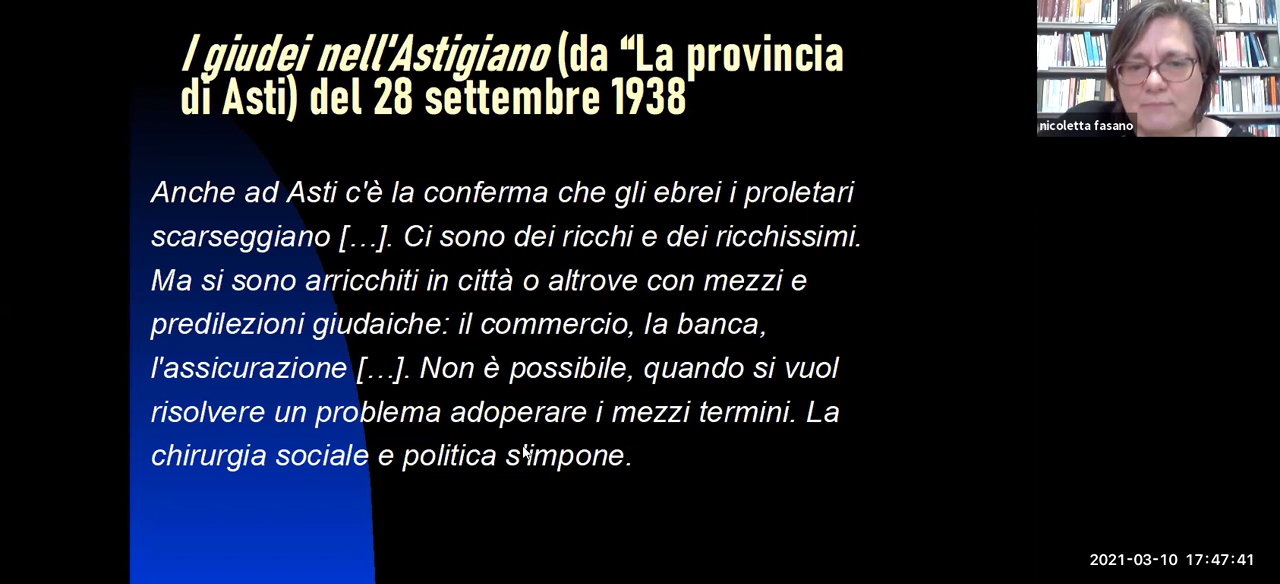 I giudei nell'Astigiano (da “La provincia
di Asti) del 28 settembre 1938
nicoletta fasano
Anche ad Asti c'è la conferma che gli ebrei i proletari
scarseggiano […]. Ci sono dei ricchi e dei ricchissimi.
Ma si sono arricchiti in città o altrove con mezzi e
predilezioni giudaiche: il commercio, la banca,
l'assicurazione […]. Non è possibile, quando si vuol
risolvere un problema adoperare i mezzi termini. La
chirurgia sociale e politica s'impone.
2021-03-10 17:47:41